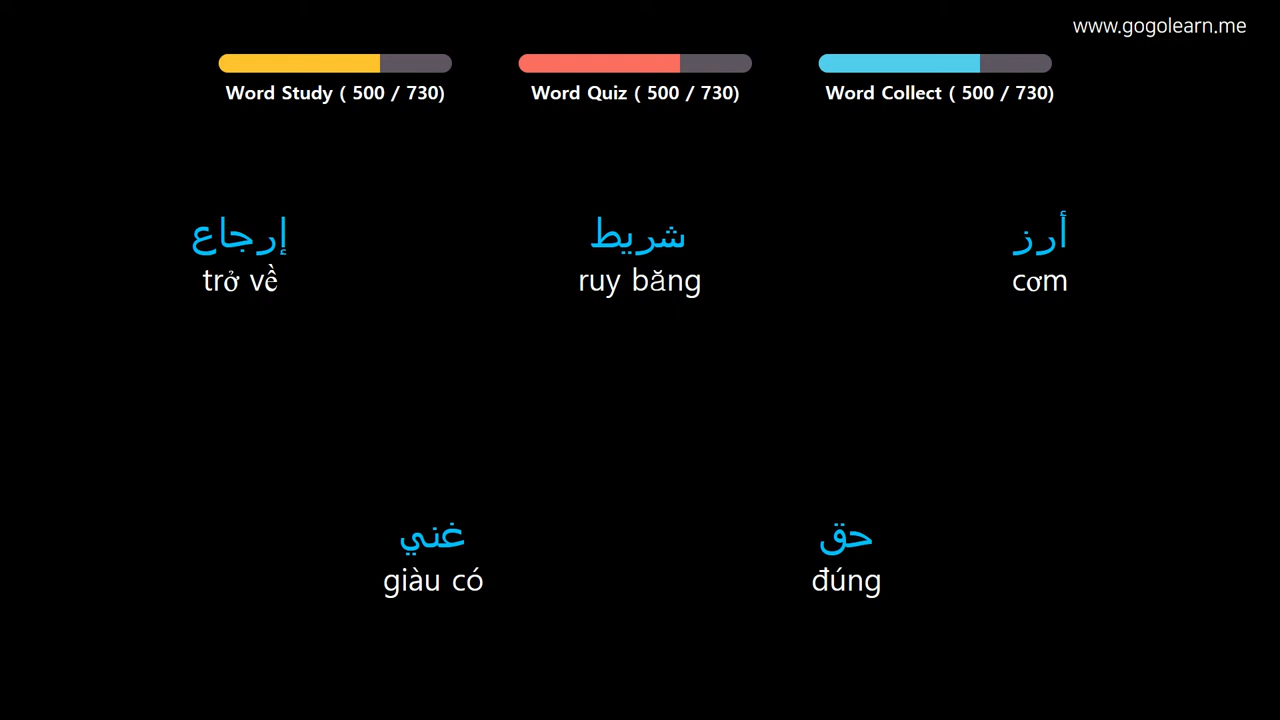 www.gogolearn.me
Word Study ( 500 / 730)
Word Quiz ( 500 / 730)
Word Collect ( 500 / 730)
إرجاع
trở về
شريط
ruy băng
أرز
cơm
غني
giàu có
حق
đúng